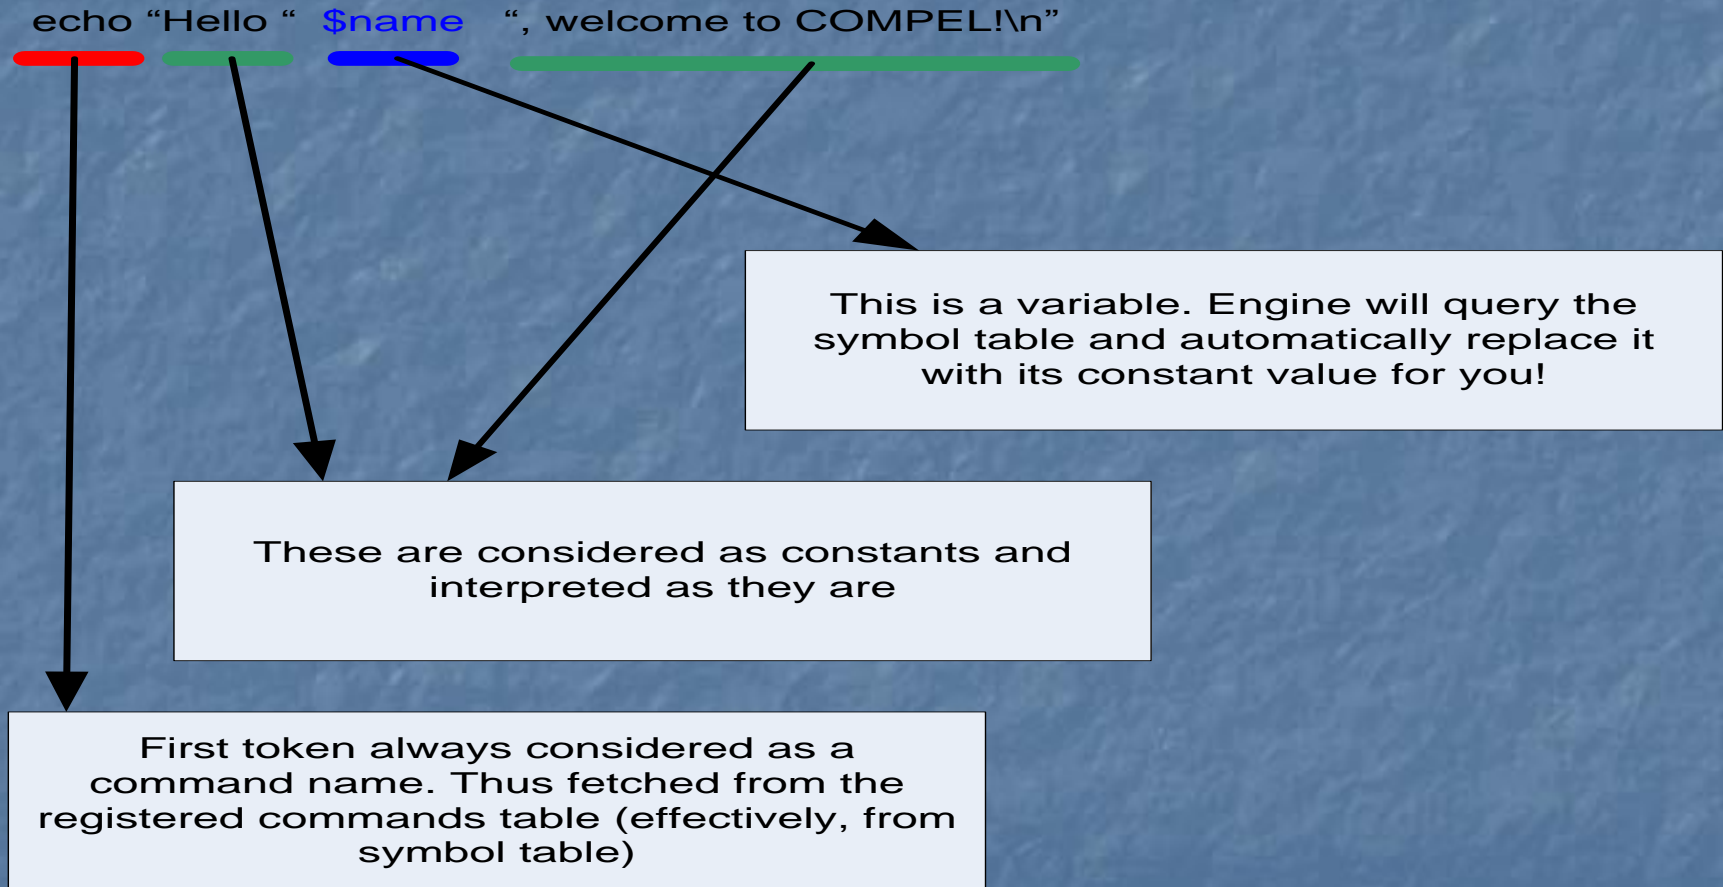 echo “Hello “ $name “, welcome to COMPEL!\n”
This is a variable. Engine will query the
symbol table and automatically replace it
with its constant value for you!
These are considered as constants and
interpreted as they are
First token always considered as a
command name. Thus fetched from the
registered commands table (effectively, from
symbol table)